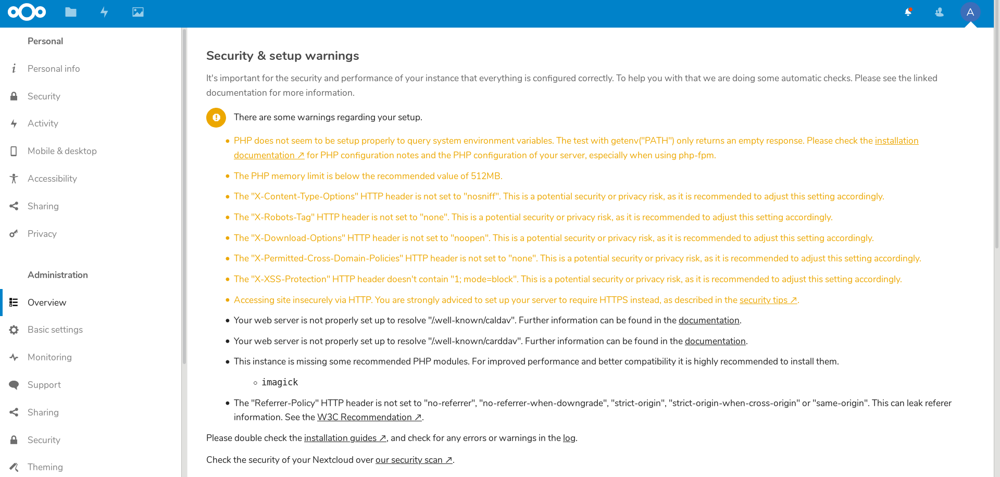 A
Personal
Personal info
Security
Activity
Mobile & desktop
Accessibility
Sharing
Privacy
Administration
Overview
Basic settings
Monitoring
Support
Sharing
Security
Theming
Security & setup warnings
It's important for the security and performance of your instance that everything is configured correctly. To help you with that we are doing some automatic checks. Please see the linked
documentation for more information.
There are some warnings regarding your setup.
PHP does not seem to be setup properly to query system environment variables. The test with getenv("PATH") only returns an empty response. Please check the installation
documentation ↗ for PHP configuration notes and the PHP configuration of your server, especially when using php-fpm.
The PHP memory limit is below the recommended value of 512MB.
The "X-Content-Type-Options" HTTP header is not set to "nosniff". This is a potential security or privacy risk, as it is recommended to adjust this setting accordingly.
The "X-Robots-Tag" HTTP header is not set to "none". This is a potential security or privacy risk, as it is recommended to adjust this setting accordingly.
The "X-Download-Options" HTTP header is not set to "noopen". This is a potential security or privacy risk, as it is recommended to adjust this setting accordingly.
The "X-Permitted-Cross-Domain-Policies" HTTP header is not set to "none". This is a potential security or privacy risk, as it is recommended to adjust this setting accordingly.
The "X-XSS-Protection" HTTP header doesn't contain "1; mode=block". This is a potential security or privacy risk, as it is recommended to adjust this setting accordingly.
Accessing site insecurely via HTTP. You are strongly adviced to set up your server to require HTTPS instead, as described in the security tips ↗.
Your web server is not properly set up to resolve "/.well-known/caldav". Further information can be found in the documentation.
Your web server is not properly set up to resolve "/.well-known/carddav". Further information can be found in the documentation.
This instance is missing some recommended PHP modules. For improved performance and better compatibility it is highly recommended to install them.
imagick
The "Referrer-Policy" HTTP header is not set to "no-referrer", "no-referrer-when-downgrade", "strict-origin", "strict-origin-when-cross-origin" or "same-origin". This can leak referer
information. See the W3C Recommendation ↗.
Please double check the installation guides ↗, and check for any errors or warnings in the log.
Check the security of your Nextcloud over our security scan ↗.